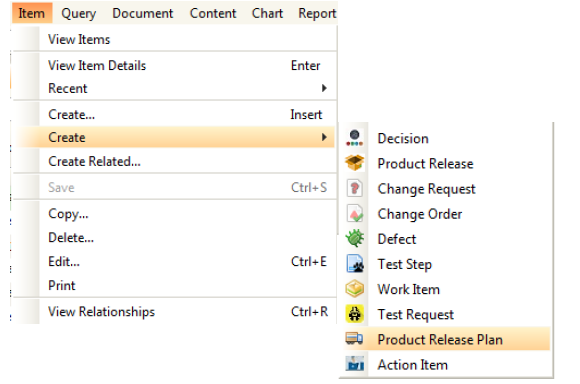 Item Query Document Content Chart Report
View Items
View Item Details Enter
Recent
Create... Insert
Create
Create Related...
Save Ctrl+S
Copy...
Delete...
Edit... Ctrl+E
Print
View Relationships Ctrl+R
Decision
Product Release
Change Request
Change Order
Defect
Test Step
Work Item
Test Request
Product Release Plan
Action Item